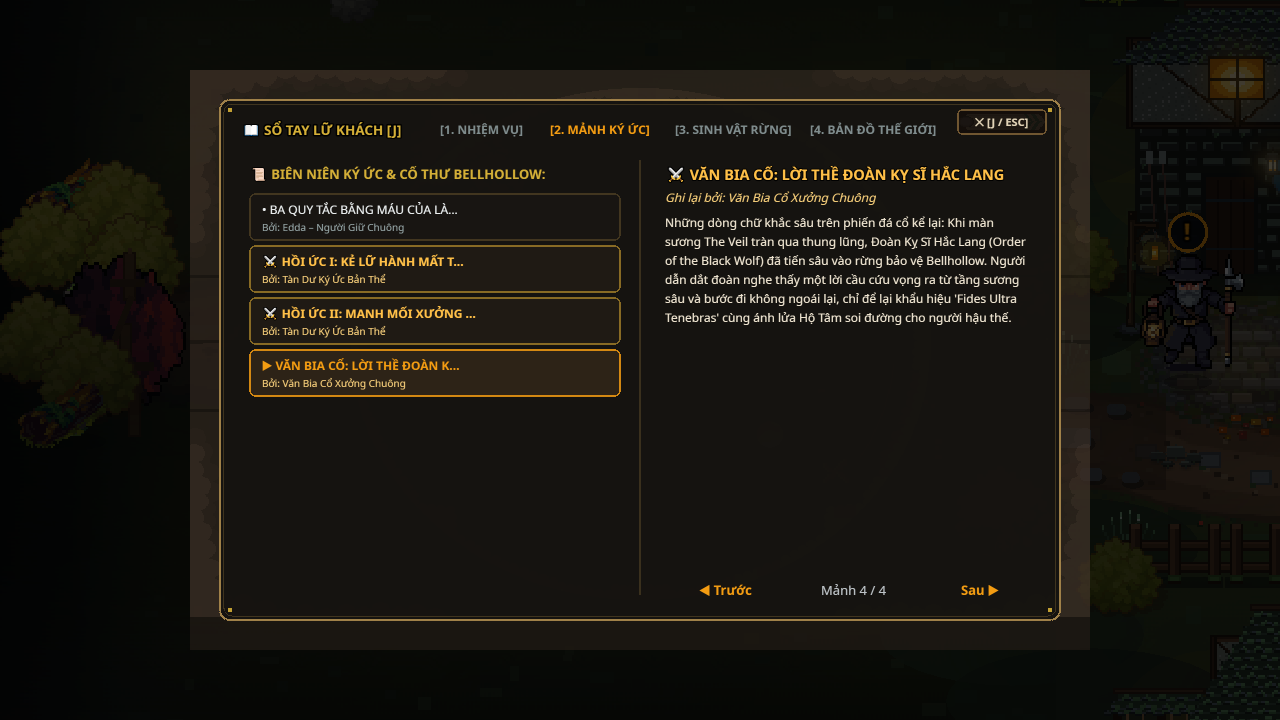 📖 SỔ TAY LỮ KHÁCH [J]
[1. NHIỆM VỤ]
[2. MẢNH KÝ ỨC]
[3. SINH VẬT RỪNG]
[4. BẢN ĐỒ THẾ GIỚI]
✕ [J / ESC]
📜 BIÊN NIÊN KÝ ỨC & CỔ THƯ BELLHOLLOW:
• BA QUY TẮC BẰNG MÁU CỦA LÀ...
Bởi: Edda – Người Giữ Chuông
⚔ HỒI ỨC I: KẺ LỮ HÀNH MẤT T...
Bởi: Tàn Dư Ký Ức Bản Thể
⚔ HỒI ỨC II: MANH MỐI XƯỞNG ...
Bởi: Tàn Dư Ký Ức Bản Thể
▶ VĂN BIA CỔ: LỜI THỀ ĐOÀN K...
Bởi: Văn Bia Cổ Xưởng Chuông
⚔ VĂN BIA CỔ: LỜI THỀ ĐOÀN KỴ SĨ HẮC LANG
Ghi lại bởi: Văn Bia Cổ Xưởng Chuông
Những dòng chữ khắc sâu trên phiến đá cổ kể lại: Khi màn
sương The Veil tràn qua thung lũng, Đoàn Kỵ Sĩ Hắc Lang (Order
of the Black Wolf) đã tiến sâu vào rừng bảo vệ Bellhollow. Người
dẫn dắt đoàn nghe thấy một lời cầu cứu vọng ra từ tầng sương
sâu và bước đi không ngoái lại, chỉ để lại khẩu hiệu 'Fides Ultra
Tenebras' cùng ánh lửa Hộ Tâm soi đường cho người hậu thế.
◀ Trước
Mảnh 4 / 4
Sau ▶
!